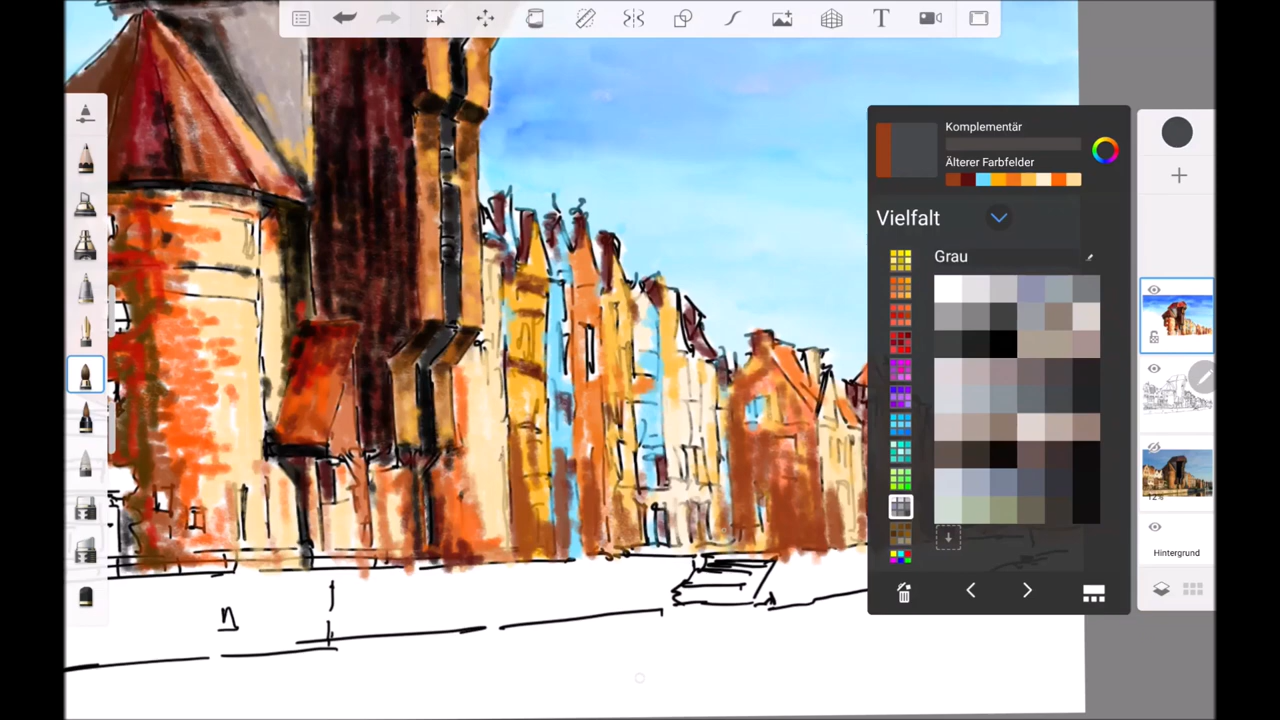 T
Komplementär
Älterer Farbfelder
Vielfalt
Grau
Hintergrund
n